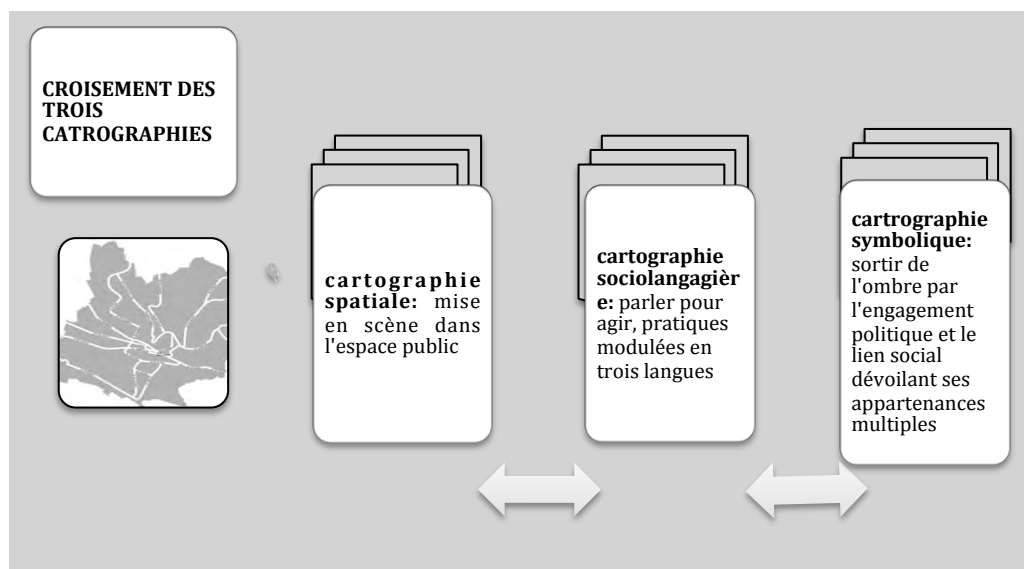 CROISEMENT DES
TROIS
CATROGRAPHIES
cartographie
spatiale: mise
en scène dans
l'espace public
cartographie
sociolangagièr
e: parler pour
agir, pratiques
modulées en
trois langues
cartrographie
symbolique:
sortir de
l'ombre par
l'engagement
politique et le
lien social
dévoilant ses
appartenances
multiples